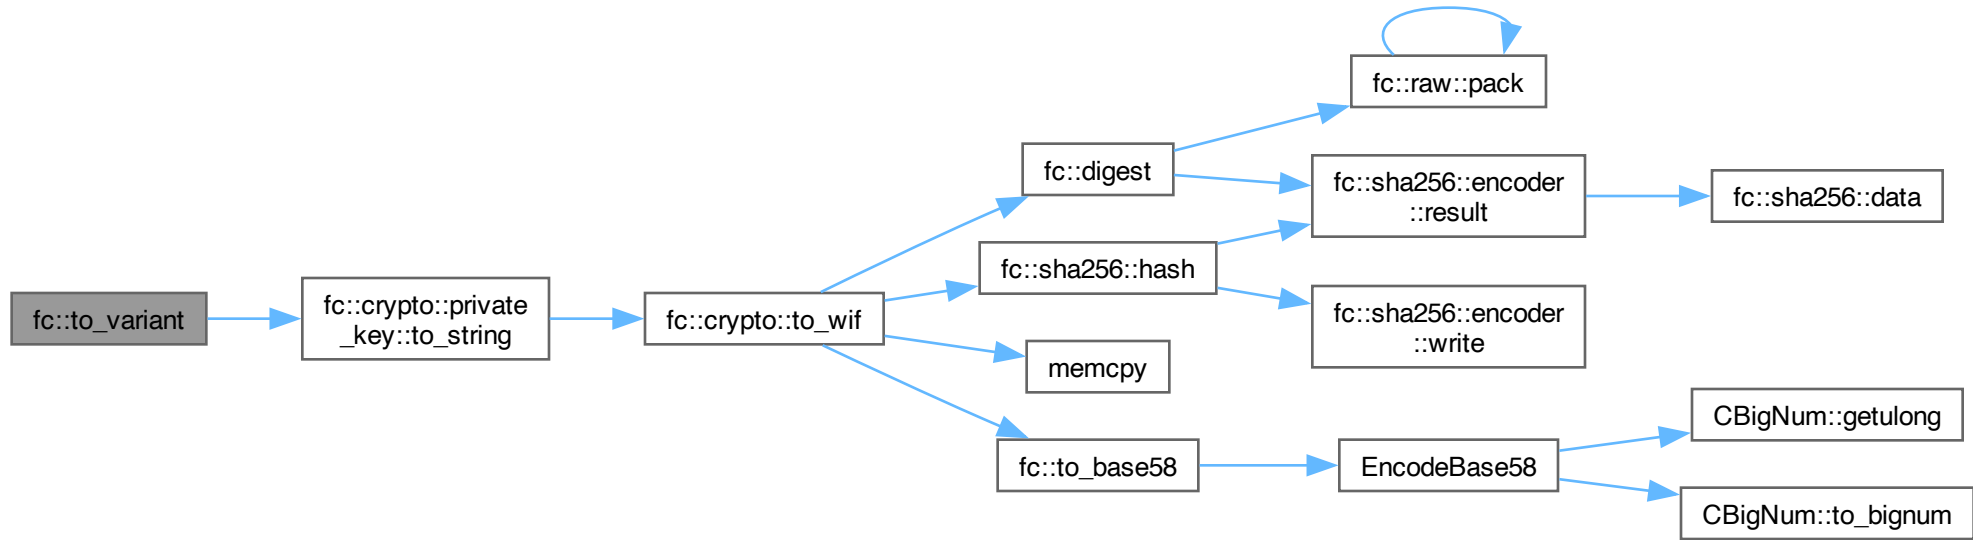 fc::to_variant
fc::crypto::private
_key::to_string
fc::crypto::to_wif
fc::digest
fc::sha256::hash
memcpy
fc::to_base58
fc::raw::pack
fc::sha256::encoder
::result
fc::sha256::encoder
::write
EncodeBase58
fc::sha256::data
CBigNum::getulong
CBigNum::to_bignum